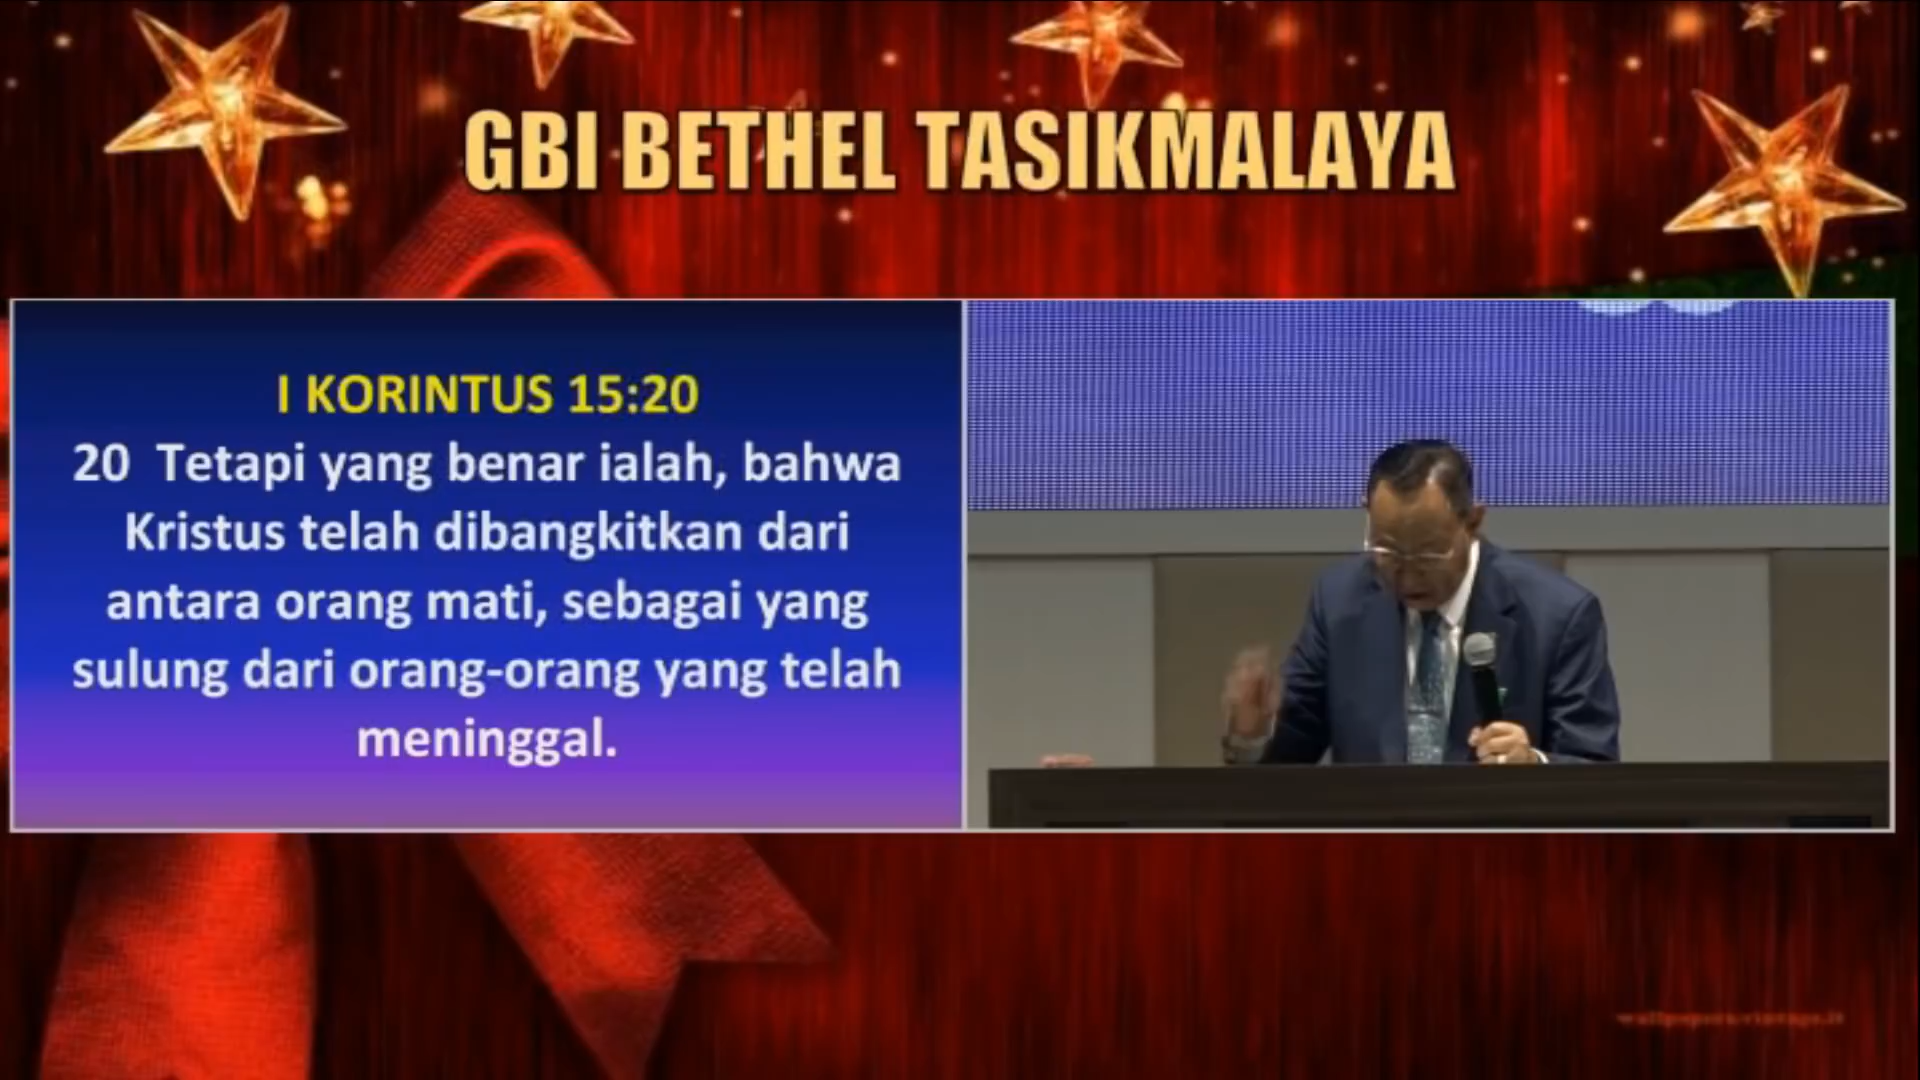 GBI BETHEL TASIKMALAYA
I KORINTUS 15:20
20 Tetapi yang benar ialah, bahwa
Kristus telah dibangkitkan dari
antara orang mati, sebagai yang
sulung dari orang-orang yang telah
meninggal.